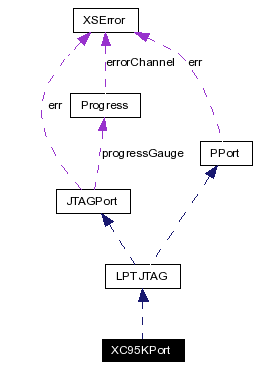 XSError
errorChannel
err
err
Progress
progressGauge
PPort
JTAGPort
LPTJTAG
XC95KPort